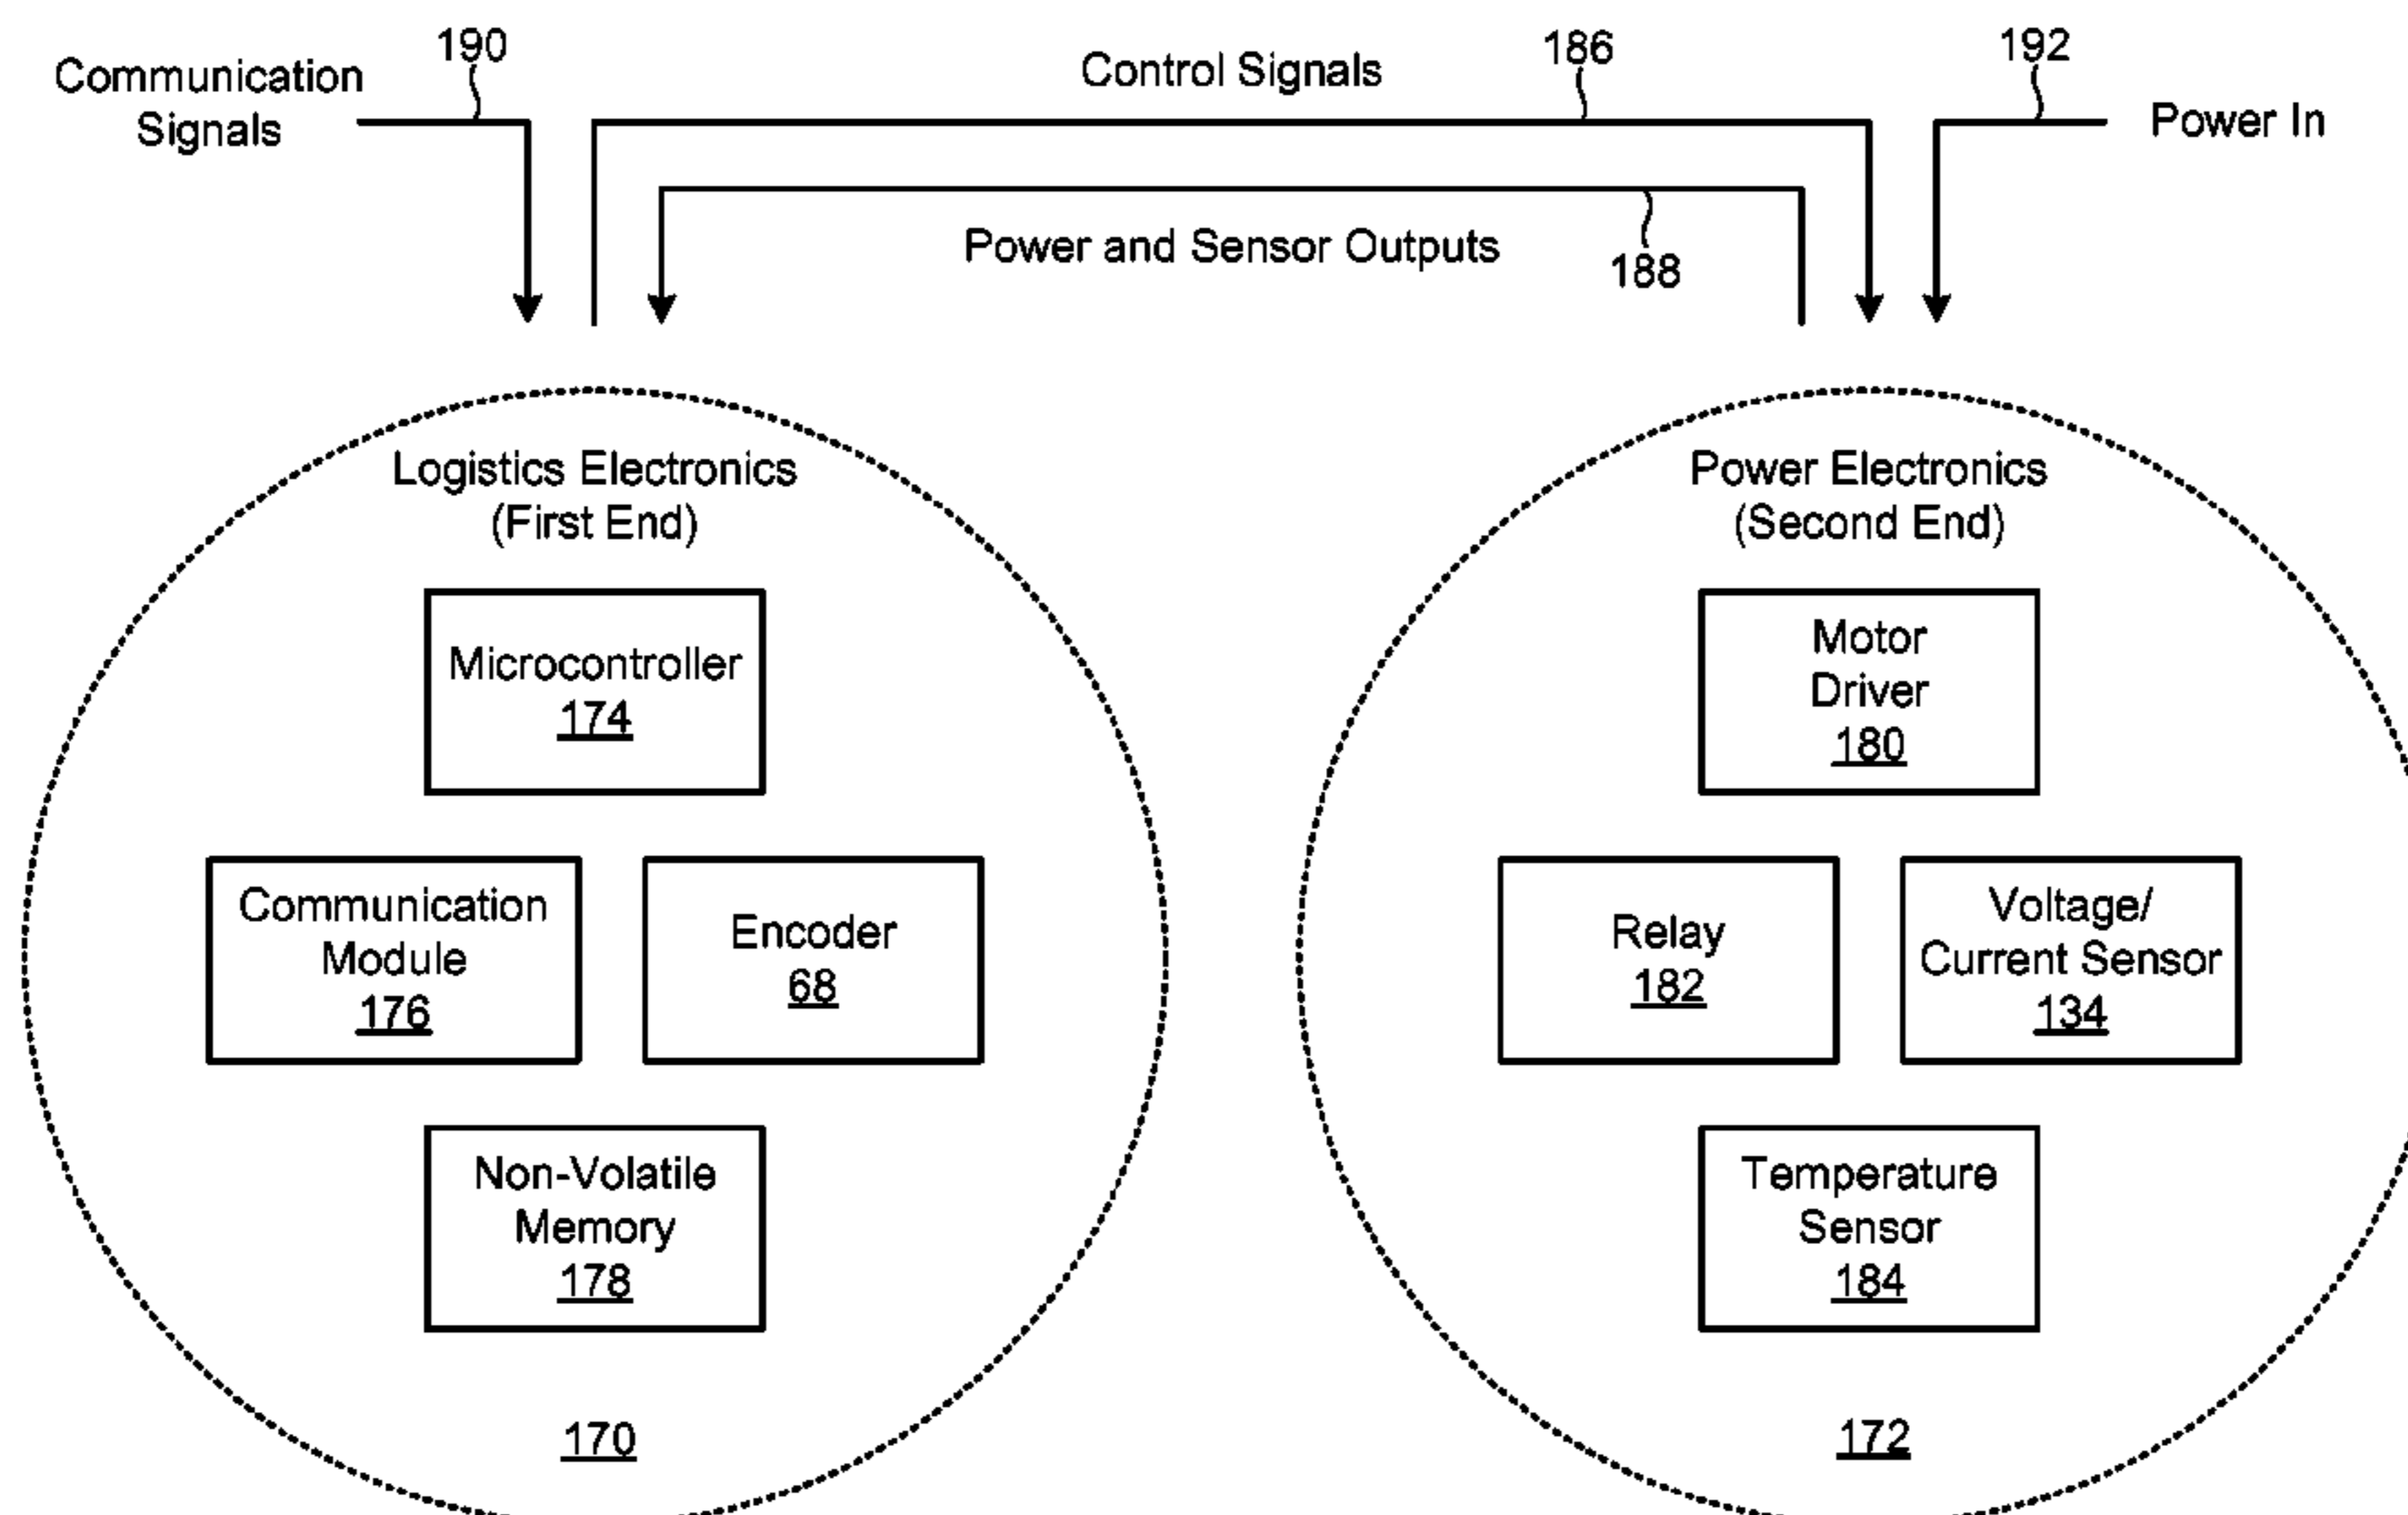 Communication
Signals
190
Control Signals
186
192
Power In
Power and Sensor Outputs
188
Logistics Electronics
(First End)
Microcontroller
174
Communication
Module
176
Encoder
68
Non-Volatile
Memory
178
170
Power Electronics
(Second End)
Motor
Driver
180
Relay
182
Voltage/
Current Sensor
134
Temperature
Sensor
184
172